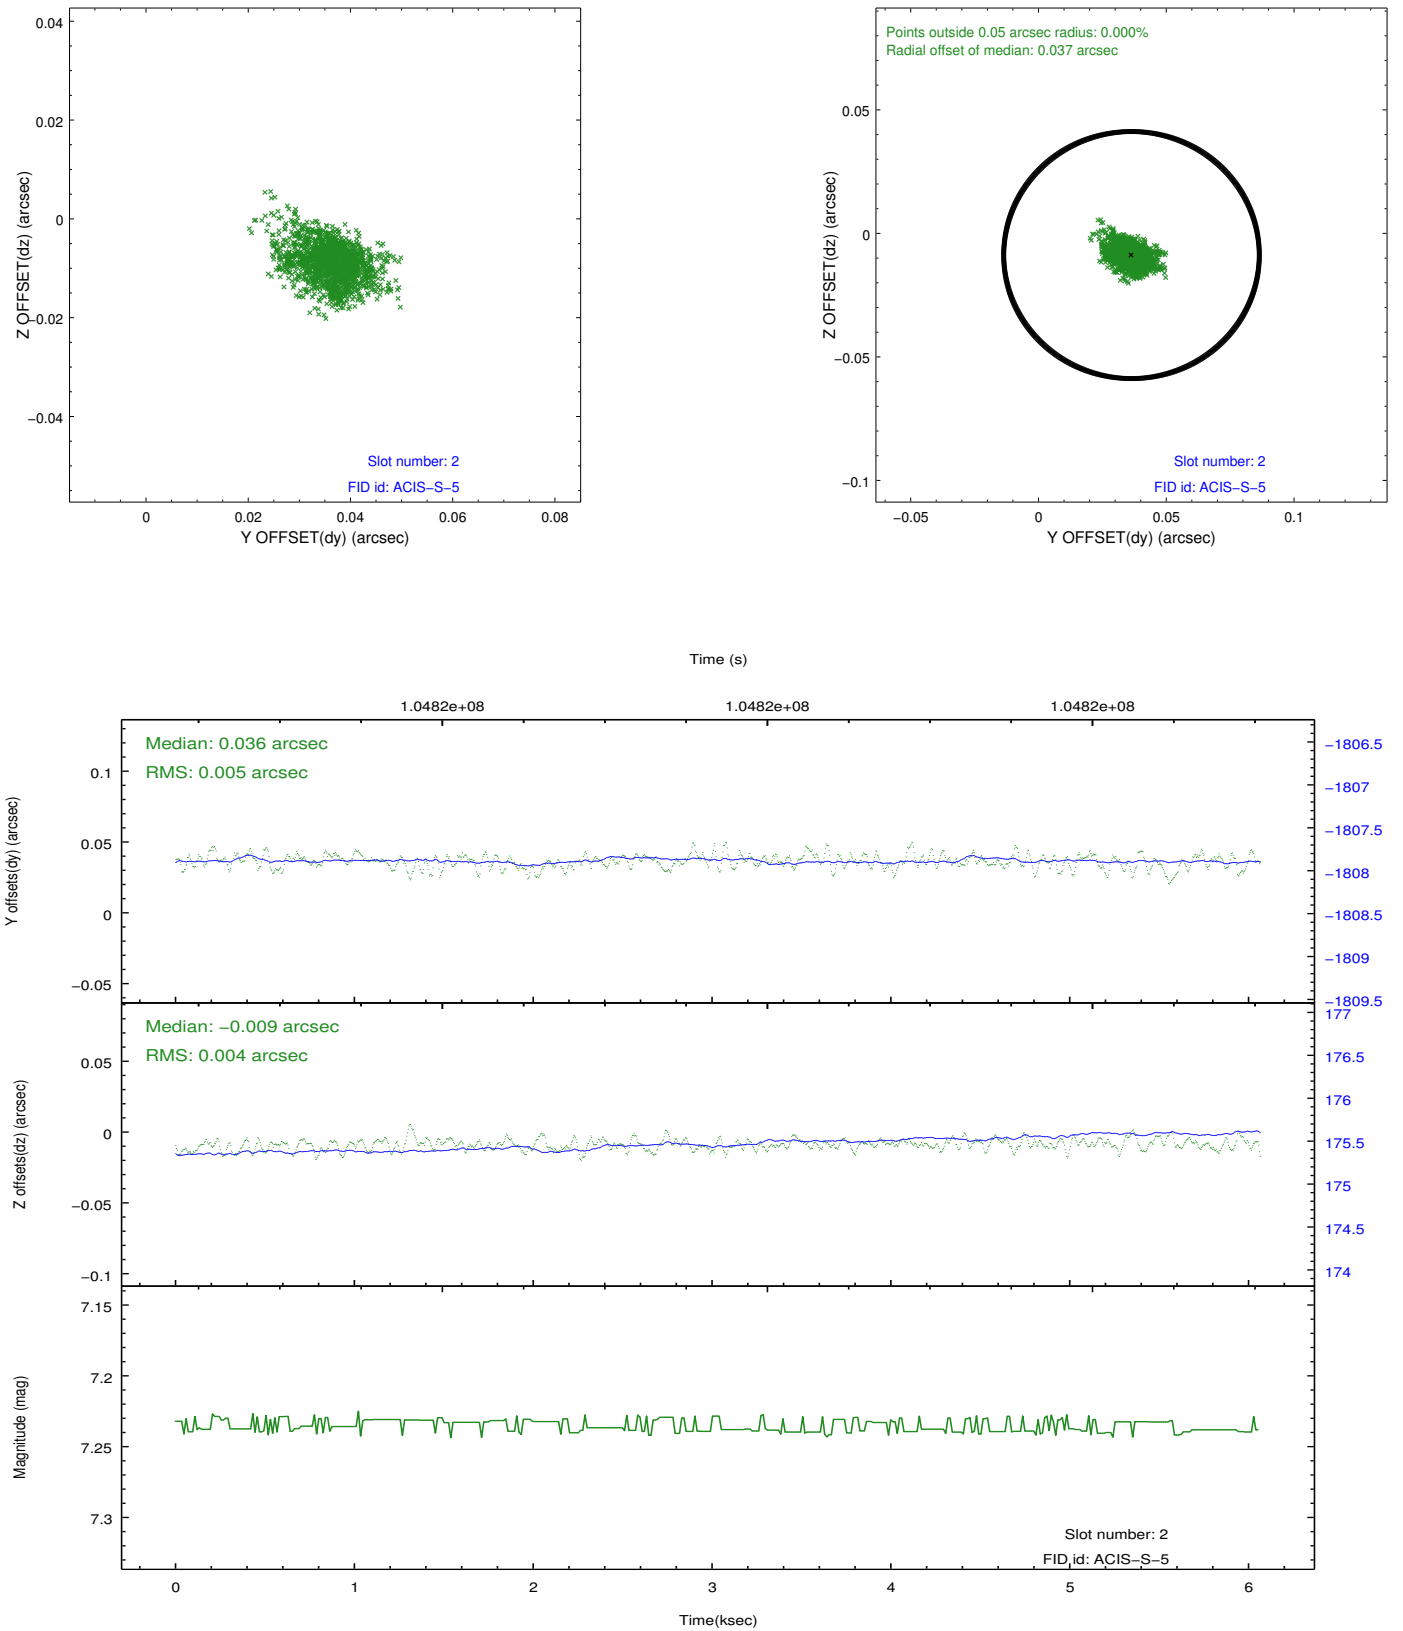 0.04
0.02
0
−0.02
−0.04
Z OFFSET(dz) (arcsec)
Slot number: 2
FID id: ACIS−S−5
0 0.02 0.04 0.06 0.08
Y OFFSET(dy) (arcsec)
Points outside 0.05 arcsec radius: 0.000%
Radial offset of median: 0.037 arcsec
0.05
0
−0.05
−0.1
Z OFFSET(dz) (arcsec)
Slot number: 2
FID id: ACIS−S−5
−0.05 0 0.05 0.1
Y OFFSET(dy) (arcsec)
Time (s)
1.0482e+08 1.0482e+08 1.0482e+08
Median: 0.036 arcsec
RMS: 0.005 arcsec
0.1
0.05
0
−0.05
Y offsets(dy) (arcsec)
−1806.5
−1807
−1807.5
−1808
−1808.5
−1809
−1809.5
Median: −0.009 arcsec
RMS: 0.004 arcsec
0.05
0
−0.05
−0.1
Z offsets(dz) (arcsec)
177
176.5
176
175.5
175
174.5
174
7.15
7.2
7.25
7.3
Magnitude (mag)
Slot number: 2
FID id: ACIS−S−5
0 1 2 3 4 5 6
Time(ksec)